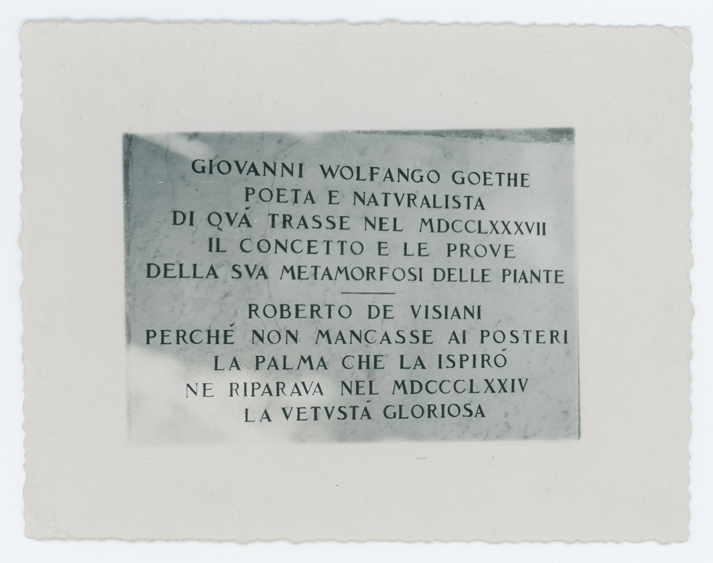 GIOVANNI WOLFANGO GOETHE
POETA E NATVRALISTA
DI QVÁ TRASSE NEL MDCCLXXXVII
IL CONCETTO E LE PROVE
DELLA SVA METAMORFOSI DELLE PIANTE
ROBERTO DE VISIANI
PERCHÉ NON MANCASSE AI POSTERI
LA PALMA CHE LA ISPIRÓ
NE RIPARAVA NEL MDCCCLXXIV
LA VETVSTÁ GLORIOSA